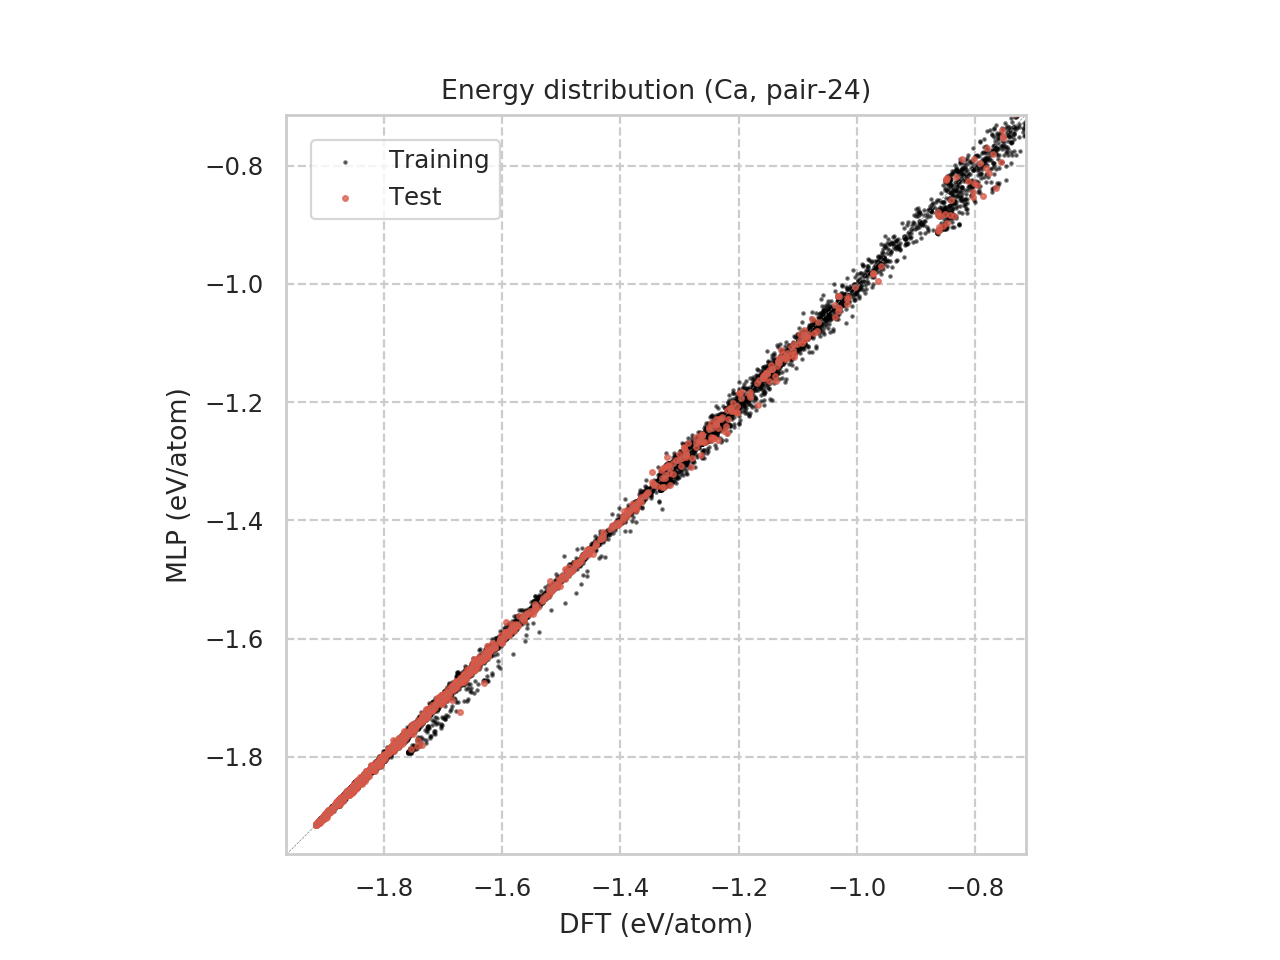 Energy distribution (Ca, pair-24)
Training
Test
−0.8
−1.0
−1.2
−1.4
−1.6
−1.8
MLP (eV/atom)
−1.8
−1.6
−1.4
−1.2
−1.0
−0.8
DFT (eV/atom)